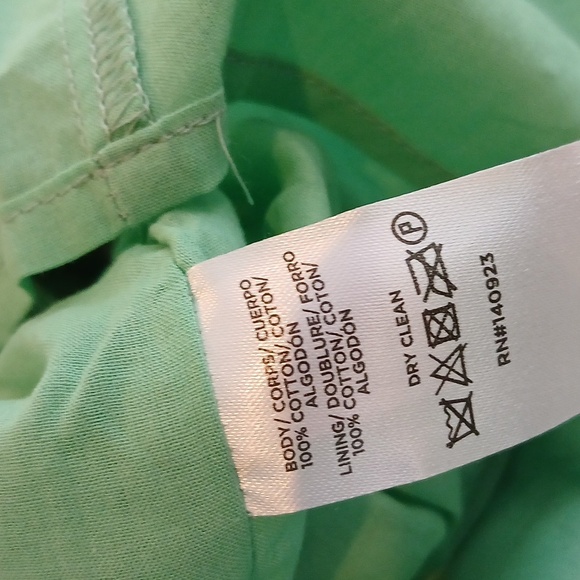 BODY/ CORPS/ CUERPO
100% COTTON/ COTON/
ALGODÓN
LINING/ DOUBLURE/ FORRO
100% COTTON/ COTON/
ALGODÓN
DRY CLEAN
P
RN#140923